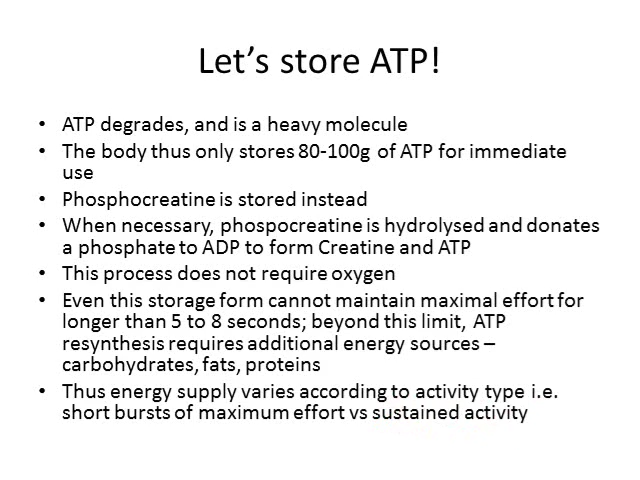 Let's store ATP!
• ATP degrades, and is a heavy molecule
• The body thus only stores 80-100g of ATP for immediate
use
• Phosphocreatine is stored instead
• When necessary, phospocreatine is hydrolysed and donates
a phosphate to ADP to form Creatine and ATP
• This process does not require oxygen
• Even this storage form cannot maintain maximal effort for
longer than 5 to 8 seconds; beyond this limit, ATP
resynthesis requires additional energy sources –
carbohydrates, fats, proteins
• Thus energy supply varies according to activity type i.e.
short bursts of maximum effort vs sustained activity